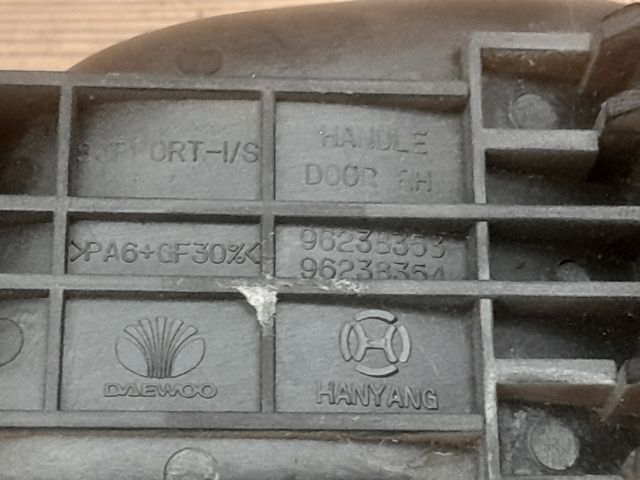 SUPPORT-I/S
HANDLE
DOOR RH
>PA6+GF30%<
96238353
96238354
DAEWOO
HANYANG